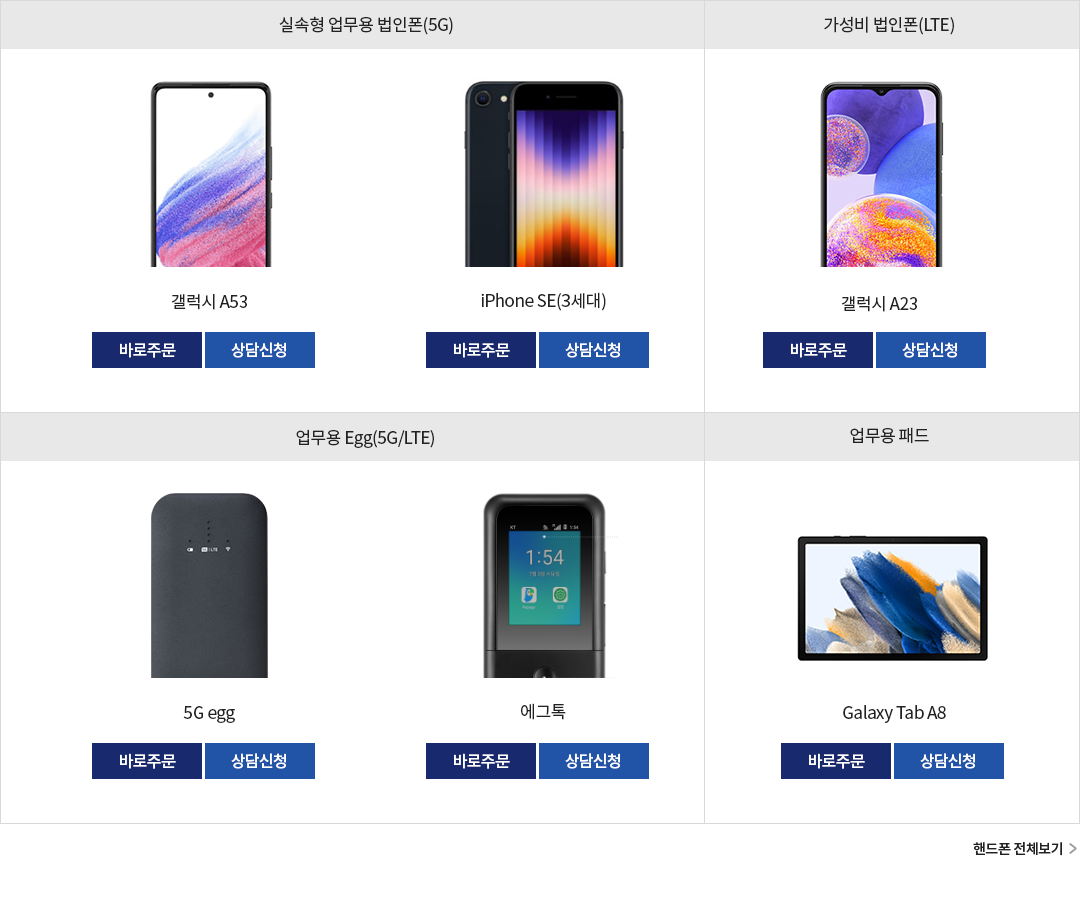 실속형 업무용 법인폰(5G)
가성비 법인폰(LTE)
갤럭시 A53
iPhone SE(3세대)
갤럭시 A23
바로주문 상담신청
바로주문 상담신청
바로주문 상담신청
업무용 Egg(5G/LTE)
업무용 패드
KT 1:54
1:54
5G egg
에그톡
Galaxy Tab A8
바로주문 상담신청
바로주문 상담신청
바로주문 상담신청
핸드폰 전체보기 >